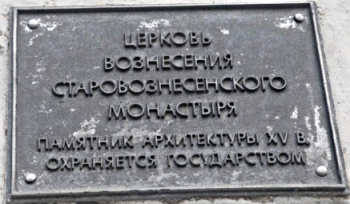 ЦЕРКОВЬ
ВОЗНЕСЕНИЯ
СТАРОВОЗНЕСЕНСКОГО
МОНАСТЫРЯ
ПАМЯТНИК АРХИТЕКТУРЫ XV В.
ОХРАНЯЕТСЯ ГОСУДАРСТВОМ